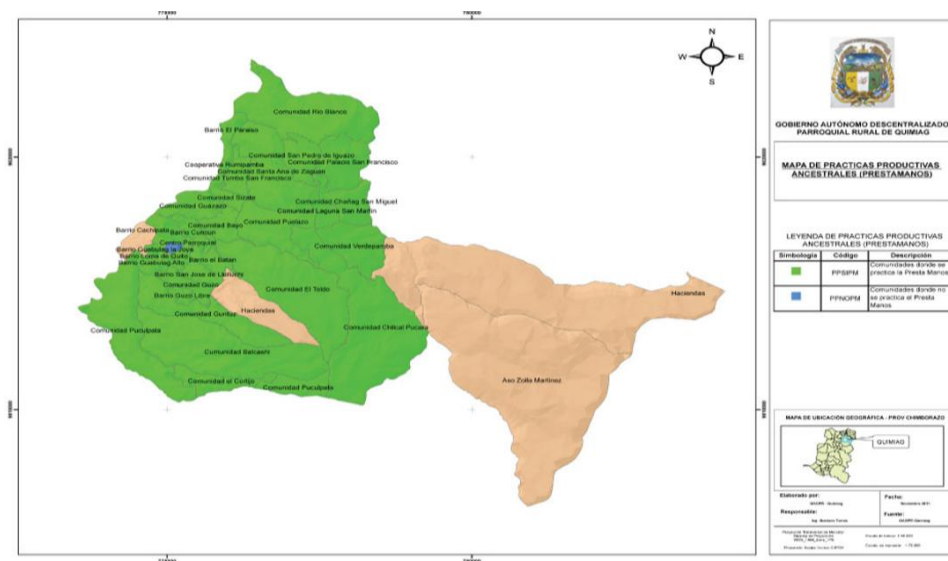 N
W E
S
Comunidad Rio Blanco
Barrio El Paraiso
Comunidad San Pedro de Iguazo
Comunidad Palacio San Francisco
Cooperativa Rumipamba
Comunidad Santa Ana de Zaguan
Comunidad Tumba San Francisco
Comunidad Chañag San Miguel
Comunidad Guazazo
Comunidad Laguna San Martin
Comunidad Puelazo
Comunidad Bayo
Barrio Cachipata
Barrio Cuncun
Centro Parroquial
Comunidad Verdepamba
Barrio Guabulag la Joya
Barrio Loma de Quito
Barrio el Batan
Barrio Guabulag Alto
Barrio San Jose de Llullunly
Comunidad Guzo
Comunidad El Toldo
Barrio Guzo Libre
Haciendas
Haciendas
Comunidad Guntuz
Comunidad Chilcal Pucara
Comunidad Puculpala
Comunidad Balcashi
Aso Zoila Martinez
Comunidad el Cortijo
Comunidad Puculpala
GOBIERNO AUTÓNOMO DESCENTRALIZADO
PARROQUIAL RURAL DE QUIMIAG
MAPA DE PRACTICAS PRODUCTIVAS
ANCESTRALES (PRESTAMANOS)
LEYENDA DE PRACTICAS PRODUCTIVAS
ANCESTRALES (PRESTAMANOS)
Simbología Código Descripción
PPSIPM
Comunidades donde se
practica la Presta Manos
PPNOPM
Comunidades donde no
se practica el Presta
Manos
MAPA DE UBICACIÓN GEOGRÁFICA - PROV CHIMBORAZO
QUIMIAG
Elaborado por:
Fecha:
Responsable:
Fuente: